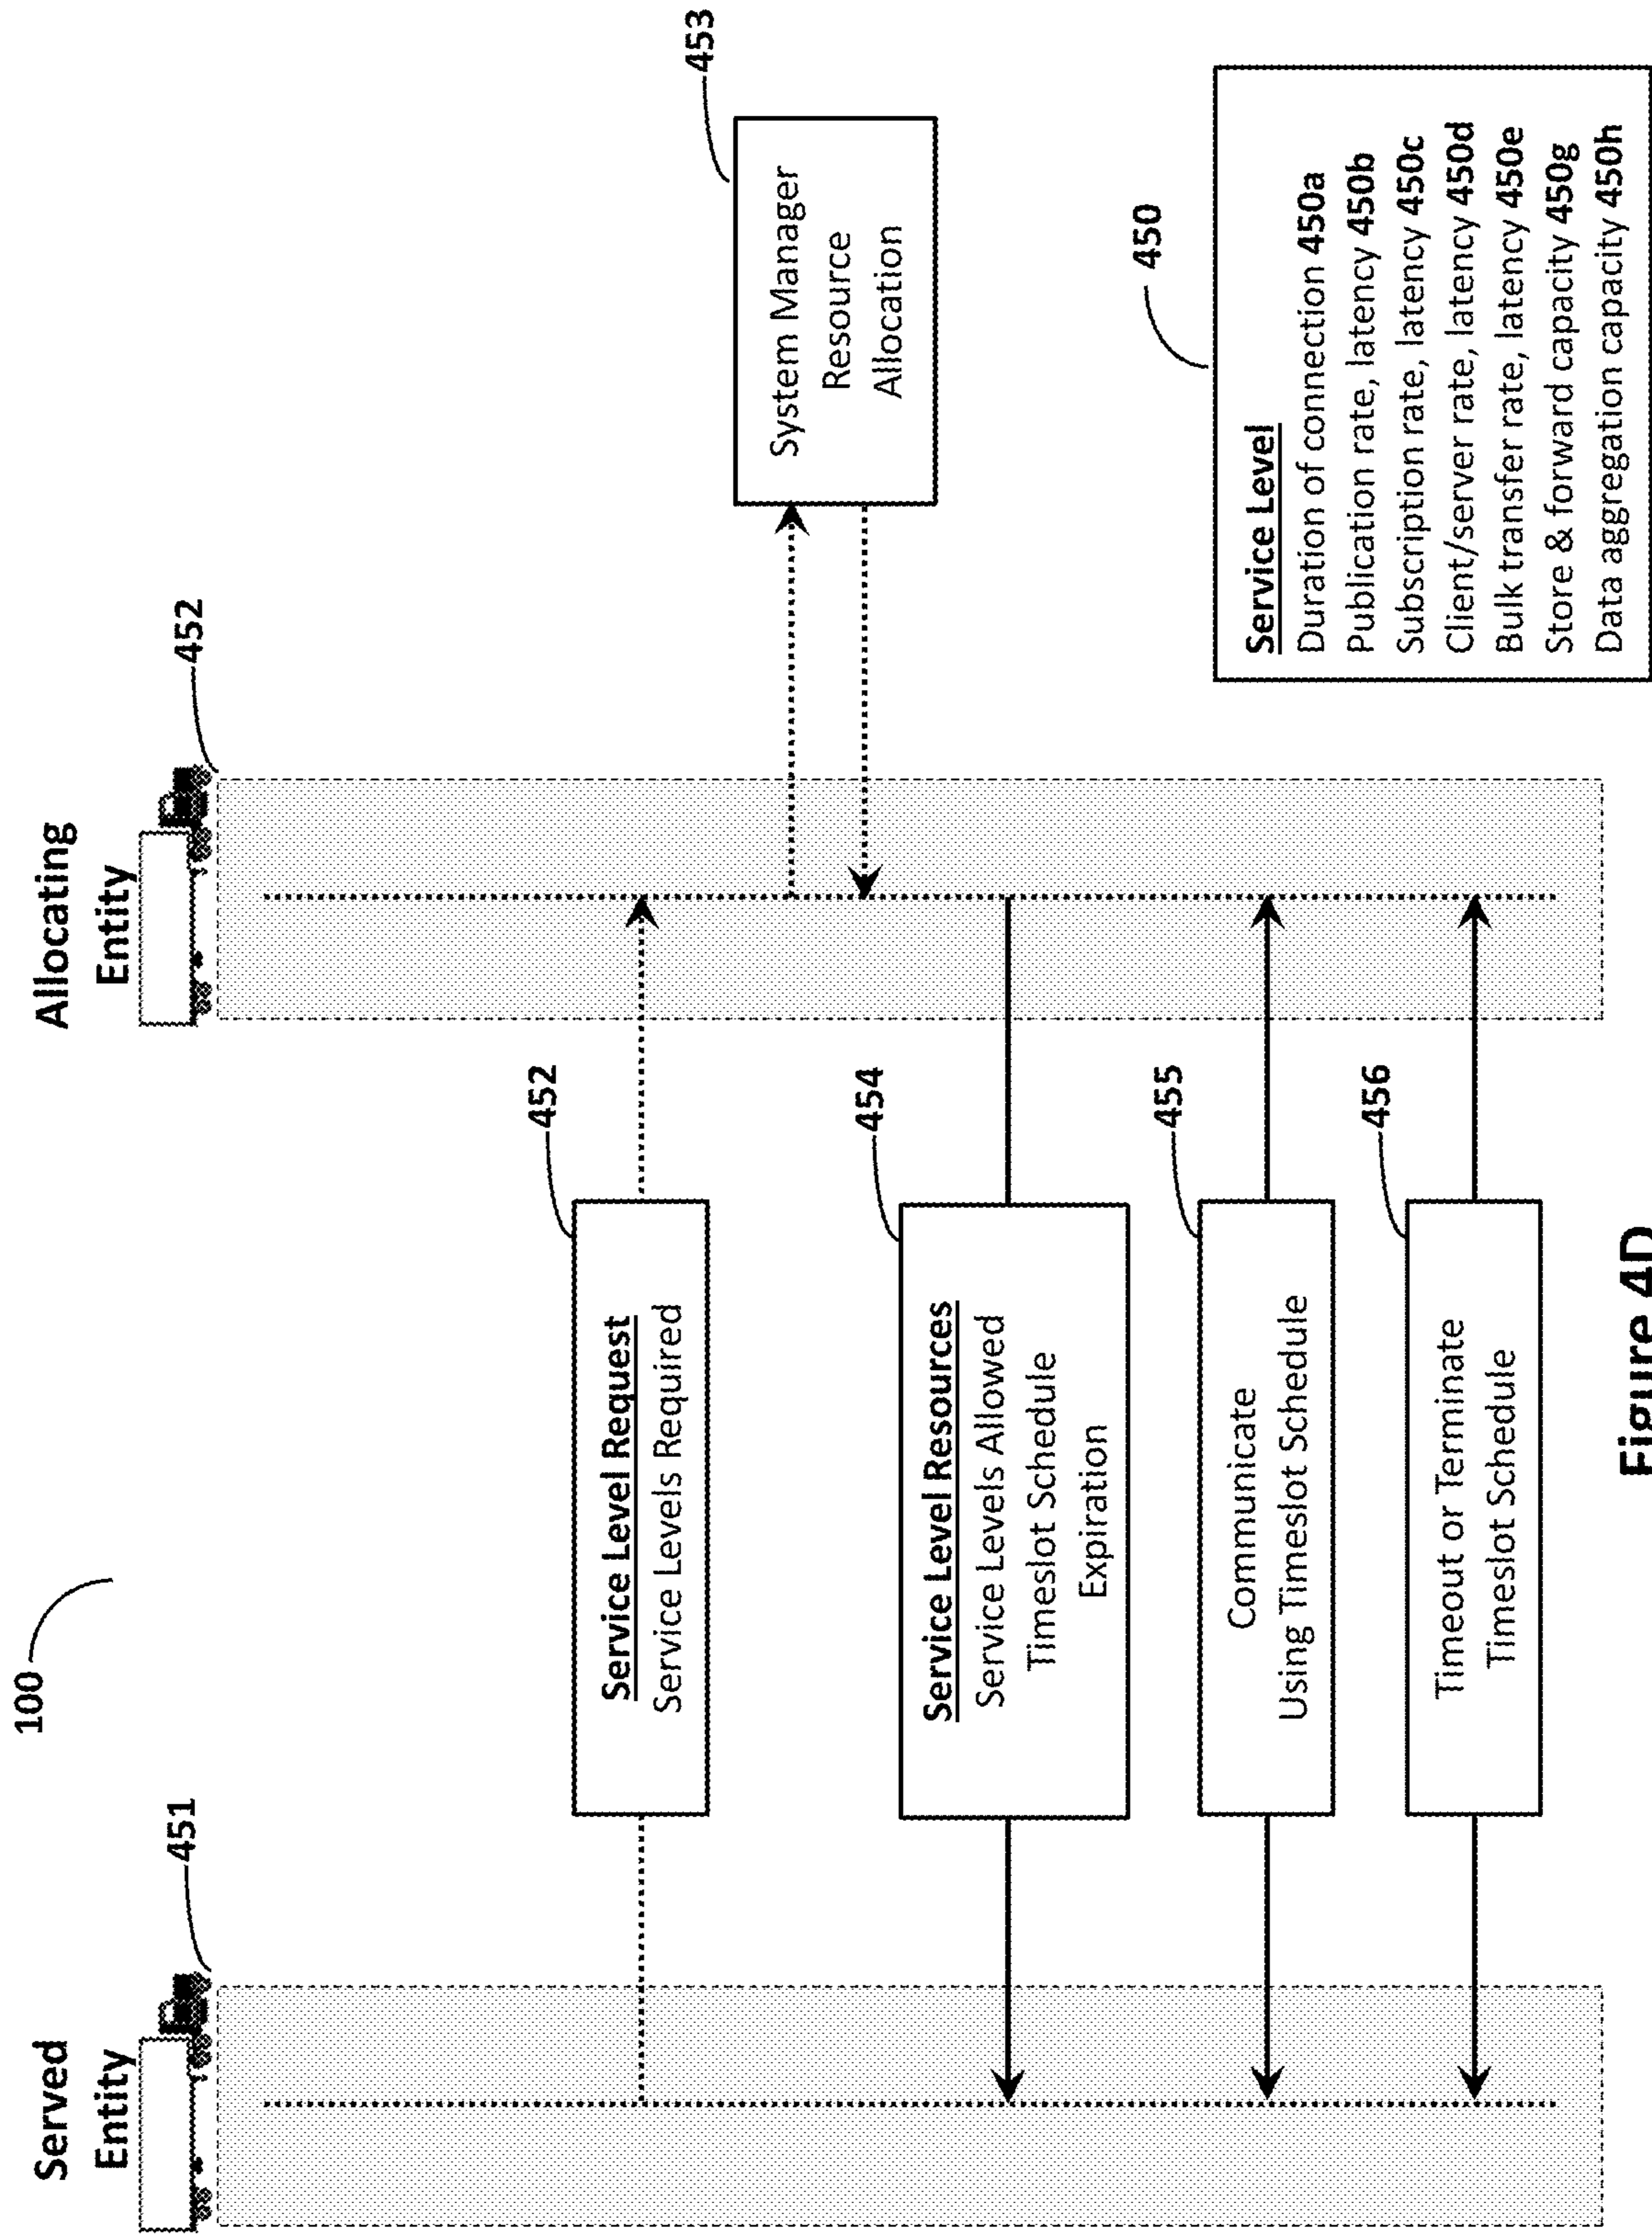 100
Served
Entity
451
Allocating
Entity
452
452
Service Level Request
Service Levels Required
453
System Manager
Resource
Allocation
454
Service Level Resources
Service Levels Allowed
Timeslot Schedule
Expiration
455
Communicate
Using Timeslot Schedule
456
Timeout or Terminate
Timeslot Schedule
450
Service Level
Duration of connection 450a
Publication rate, latency 450b
Subscription rate, latency 450c
Client/server rate, latency 450d
Bulk transfer rate, latency 450e
Store & forward capacity 450g
Data aggregation capacity 450h
Figure 4D